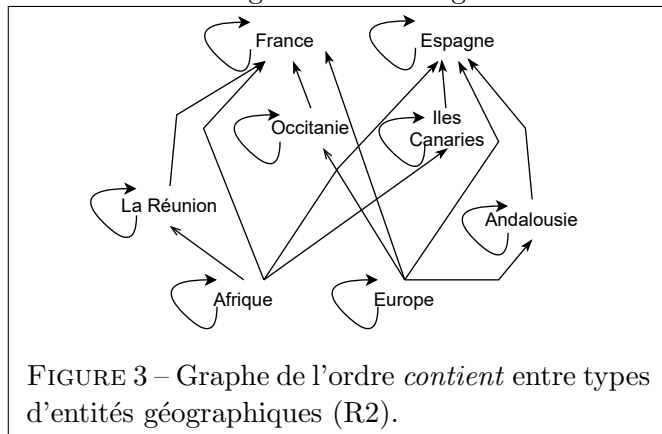 France Espagne
Occitanie
Iles
Canaries
La Réunion
Andalousie
Afrique Europe
FIGURE 3 – Graphe de l'ordre contient entre types
d'entités géographiques (R2).